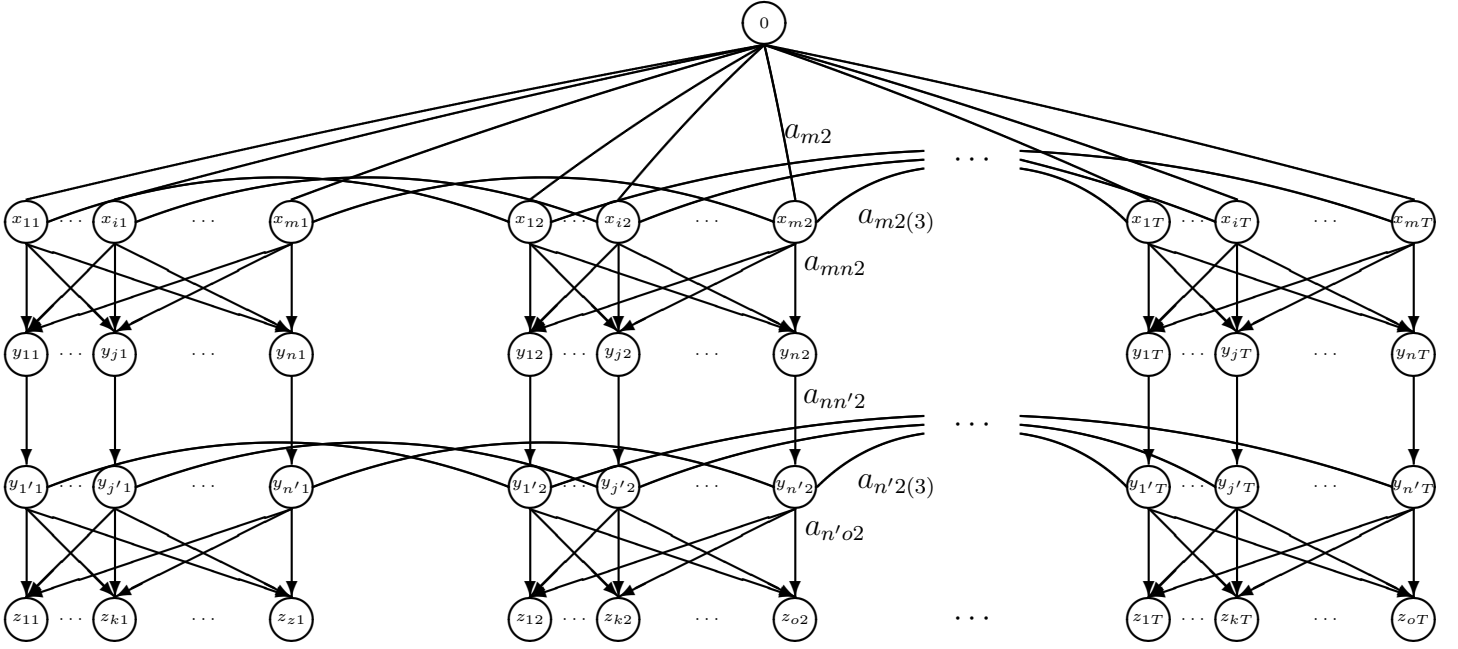 0
a_{m2}
⋯
x_{11} ⋯ x_{i1} ⋯ x_{m1} x_{12} ⋯ x_{i2} ⋯ x_{m2} a_{m2(3)} x_{1T} ⋯ x_{iT} ⋯ x_{mT}
a_{mn2}
y_{11} ⋯ y_{j1} ⋯ y_{n1} y_{12} ⋯ y_{j2} ⋯ y_{n2} y_{1T} ⋯ y_{jT} ⋯ y_{nT}
a_{nn'2}
⋯
y_{1'1} ⋯ y_{j'1} ⋯ y_{n'1} y_{1'2} ⋯ y_{j'2} ⋯ y_{n'2} a_{n'2(3)} y_{1'T} ⋯ y_{j'T} ⋯ y_{n'T}
a_{n'o2}
z_{11} ⋯ z_{k1} ⋯ z_{z1} z_{12} ⋯ z_{k2} ⋯ z_{o2} ⋯ z_{1T} ⋯ z_{kT} ⋯ z_{oT}